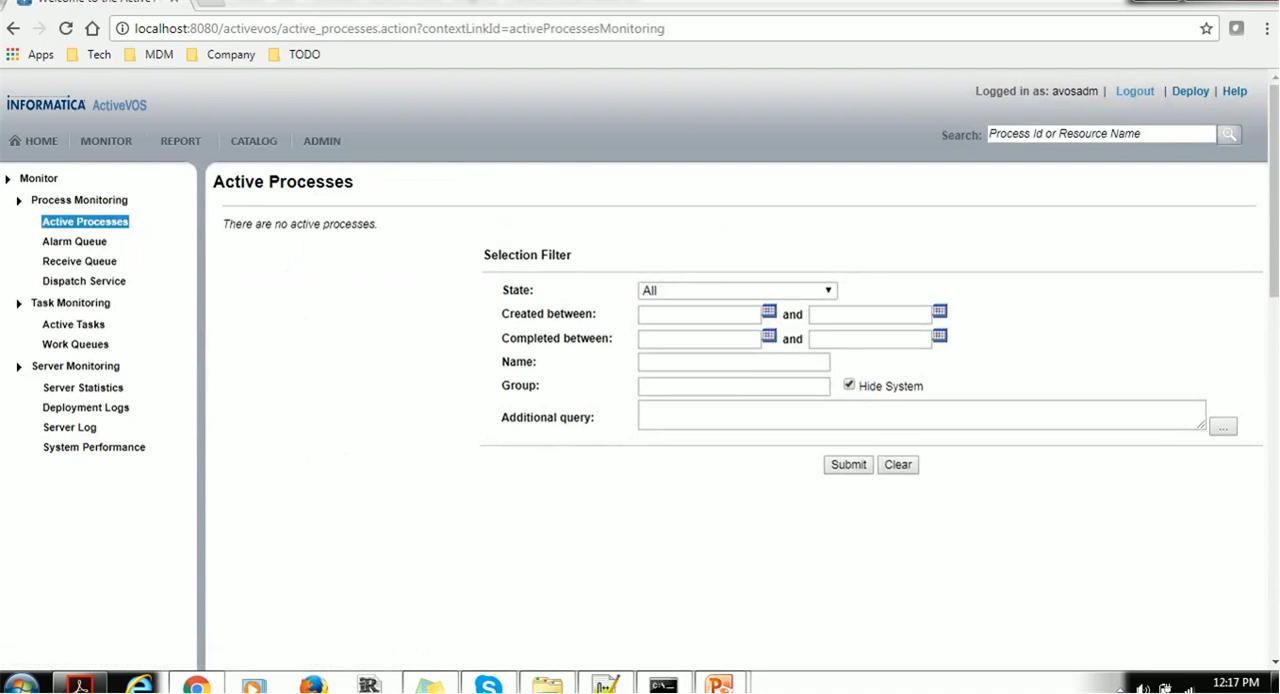 localhost:8080/activevos/active_processes.action?contextLinkId=activeProcessesMonitoring
Apps Tech MDM Company TODO
Logged in as: avosadm | Logout | Deploy | Help
INFORMATICA ActiveVOS
HOME MONITOR REPORT CATALOG ADMIN
Search: Process Id or Resource Name
Monitor
Process Monitoring
Active Processes
Alarm Queue
Receive Queue
Dispatch Service
Task Monitoring
Active Tasks
Work Queues
Server Monitoring
Server Statistics
Deployment Logs
Server Log
System Performance
Active Processes
There are no active processes.
Selection Filter
State: All
Created between: and
Completed between: and
Name:
Group: Hide System
Additional query: ...
Submit Clear
12:17 PM